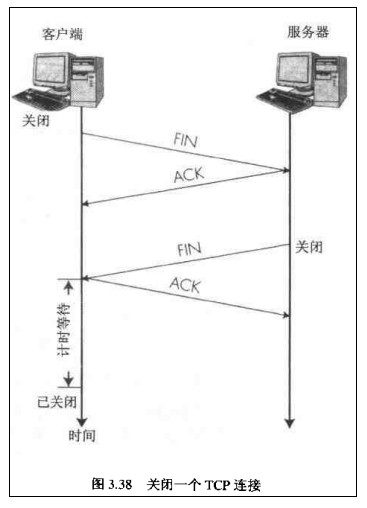 客户端
服务器
关闭
FIN
ACK
FIN
关闭
ACK
计时等待
已关闭
时间
图 3.38 关闭一个 TCP 连接